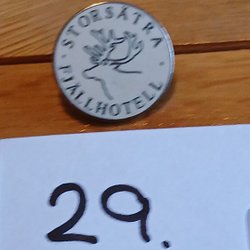 · STORSÄTRA ·
FJÄLLHOTELL
29.